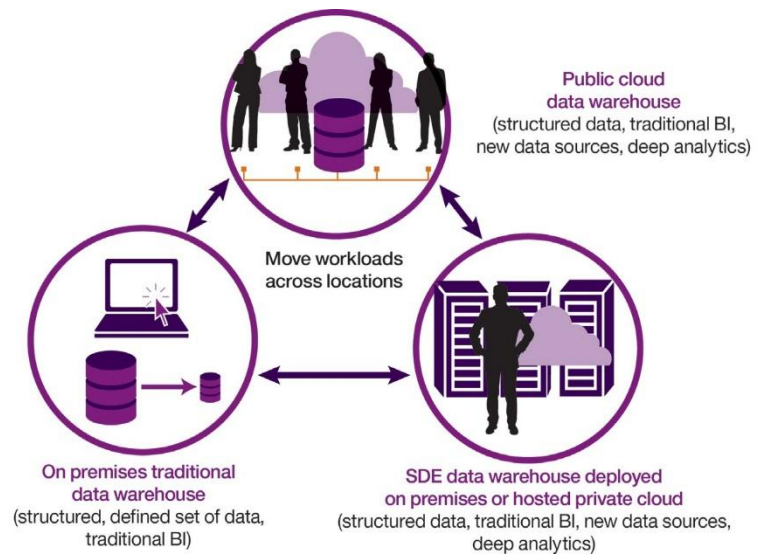 Public cloud
data warehouse
(structured data, traditional BI,
new data sources, deep analytics)
Move workloads
across locations
On premises traditional
data warehouse
(structured, defined set of data,
traditional BI)
SDE data warehouse deployed
on premises or hosted private cloud
(structured data, traditional BI, new data sources,
deep analytics)